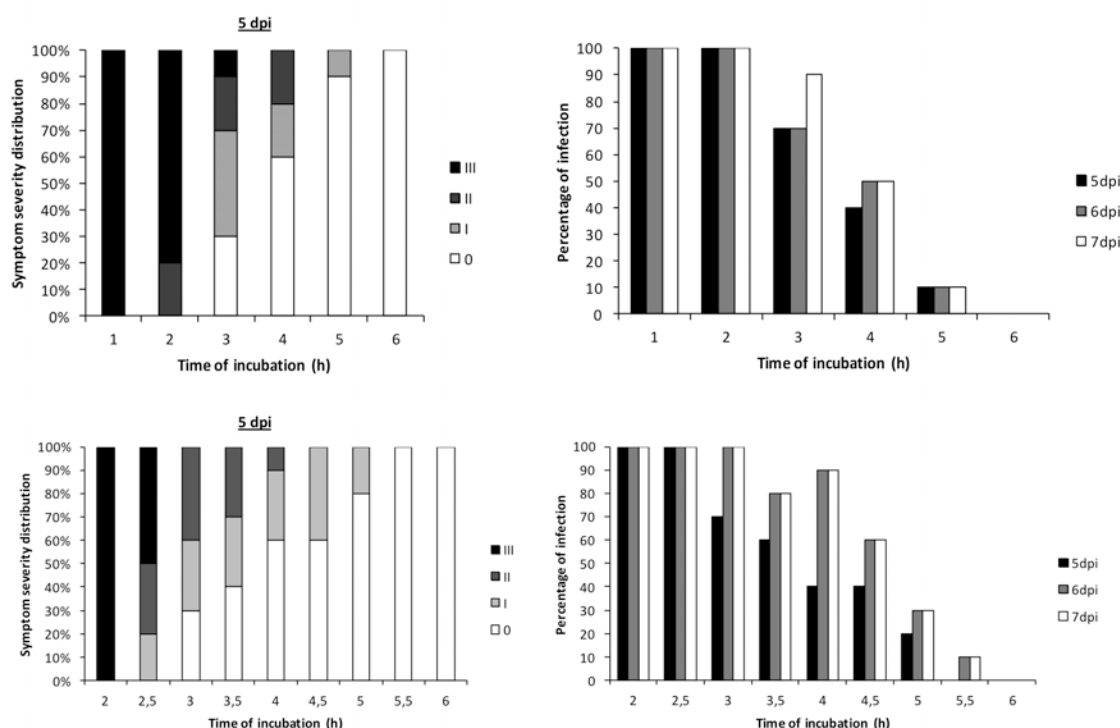 5 dpi
Symptom severity distribution
100%
90%
80%
70%
60%
50%
40%
30%
20%
10%
0%
1 2 3 4 5 6
Time of incubation (h)
III
II
I
0
Percentage of infection
100
90
80
70
60
50
40
30
20
10
0
1 2 3 4 5 6
Time of incubation (h)
5dpi
6dpi
7dpi
5 dpi
Symptom severity distribution
100%
90%
80%
70%
60%
50%
40%
30%
20%
10%
0%
2 2,5 3 3,5 4 4,5 5 5,5 6
Time of incubation (h)
III
II
I
0
Percentage of infection
100
90
80
70
60
50
40
30
20
10
0
2 2,5 3 3,5 4 4,5 5 5,5 6
Time of incubation (h)
5dpi
6dpi
7dpi